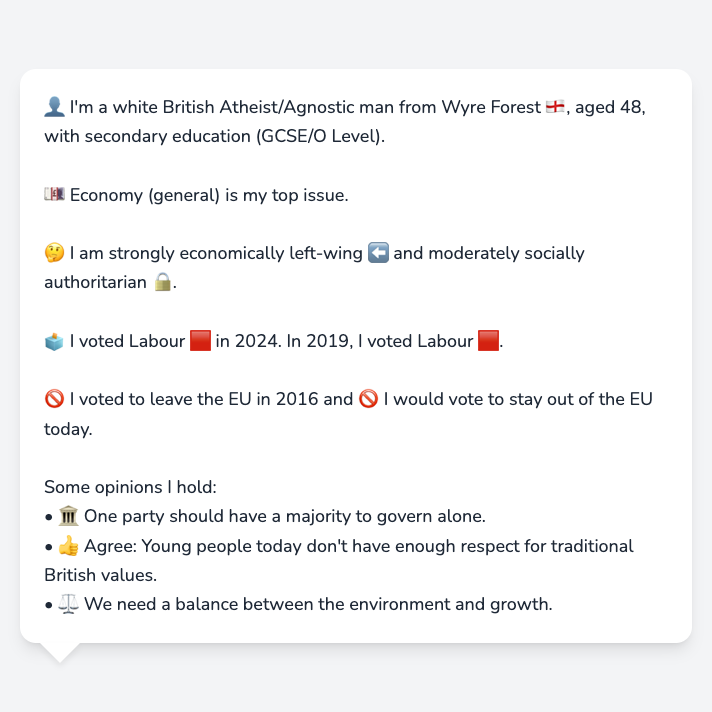 👤 I'm a white British Atheist/Agnostic man from Wyre Forest 🏴󠁧󠁢󠁥󠁮󠁧󠁿, aged 48,
with secondary education (GCSE/O Level).
💷 Economy (general) is my top issue.
🤔 I am strongly economically left-wing ⬅️ and moderately socially
authoritarian 🔒.
🗳️ I voted Labour 🟥 in 2024. In 2019, I voted Labour 🟥.
🚫 I voted to leave the EU in 2016 and 🚫 I would vote to stay out of the EU
today.
Some opinions I hold:
• 🏛️ One party should have a majority to govern alone.
• 👍 Agree: Young people today don't have enough respect for traditional
British values.
• ⚖️ We need a balance between the environment and growth.